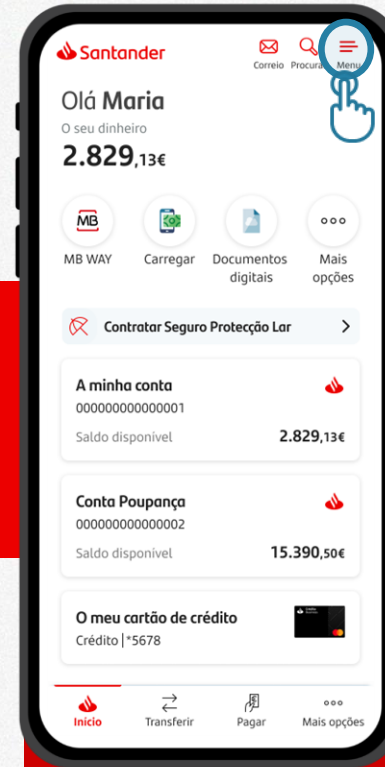 Santander
Correio Procurar Menu
Olá Maria
O seu dinheiro
2.829,13€
MB
MB WAY Carregar Documentos digitais Mais opções
Contratar Seguro Protecção Lar
A minha conta
000000000000001
Saldo disponível 2.829,13€
Conta Poupança
000000000000002
Saldo disponível 15.390,50€
O meu cartão de crédito
Crédito |*5678
Inicio Transferir Pagar Mais opções